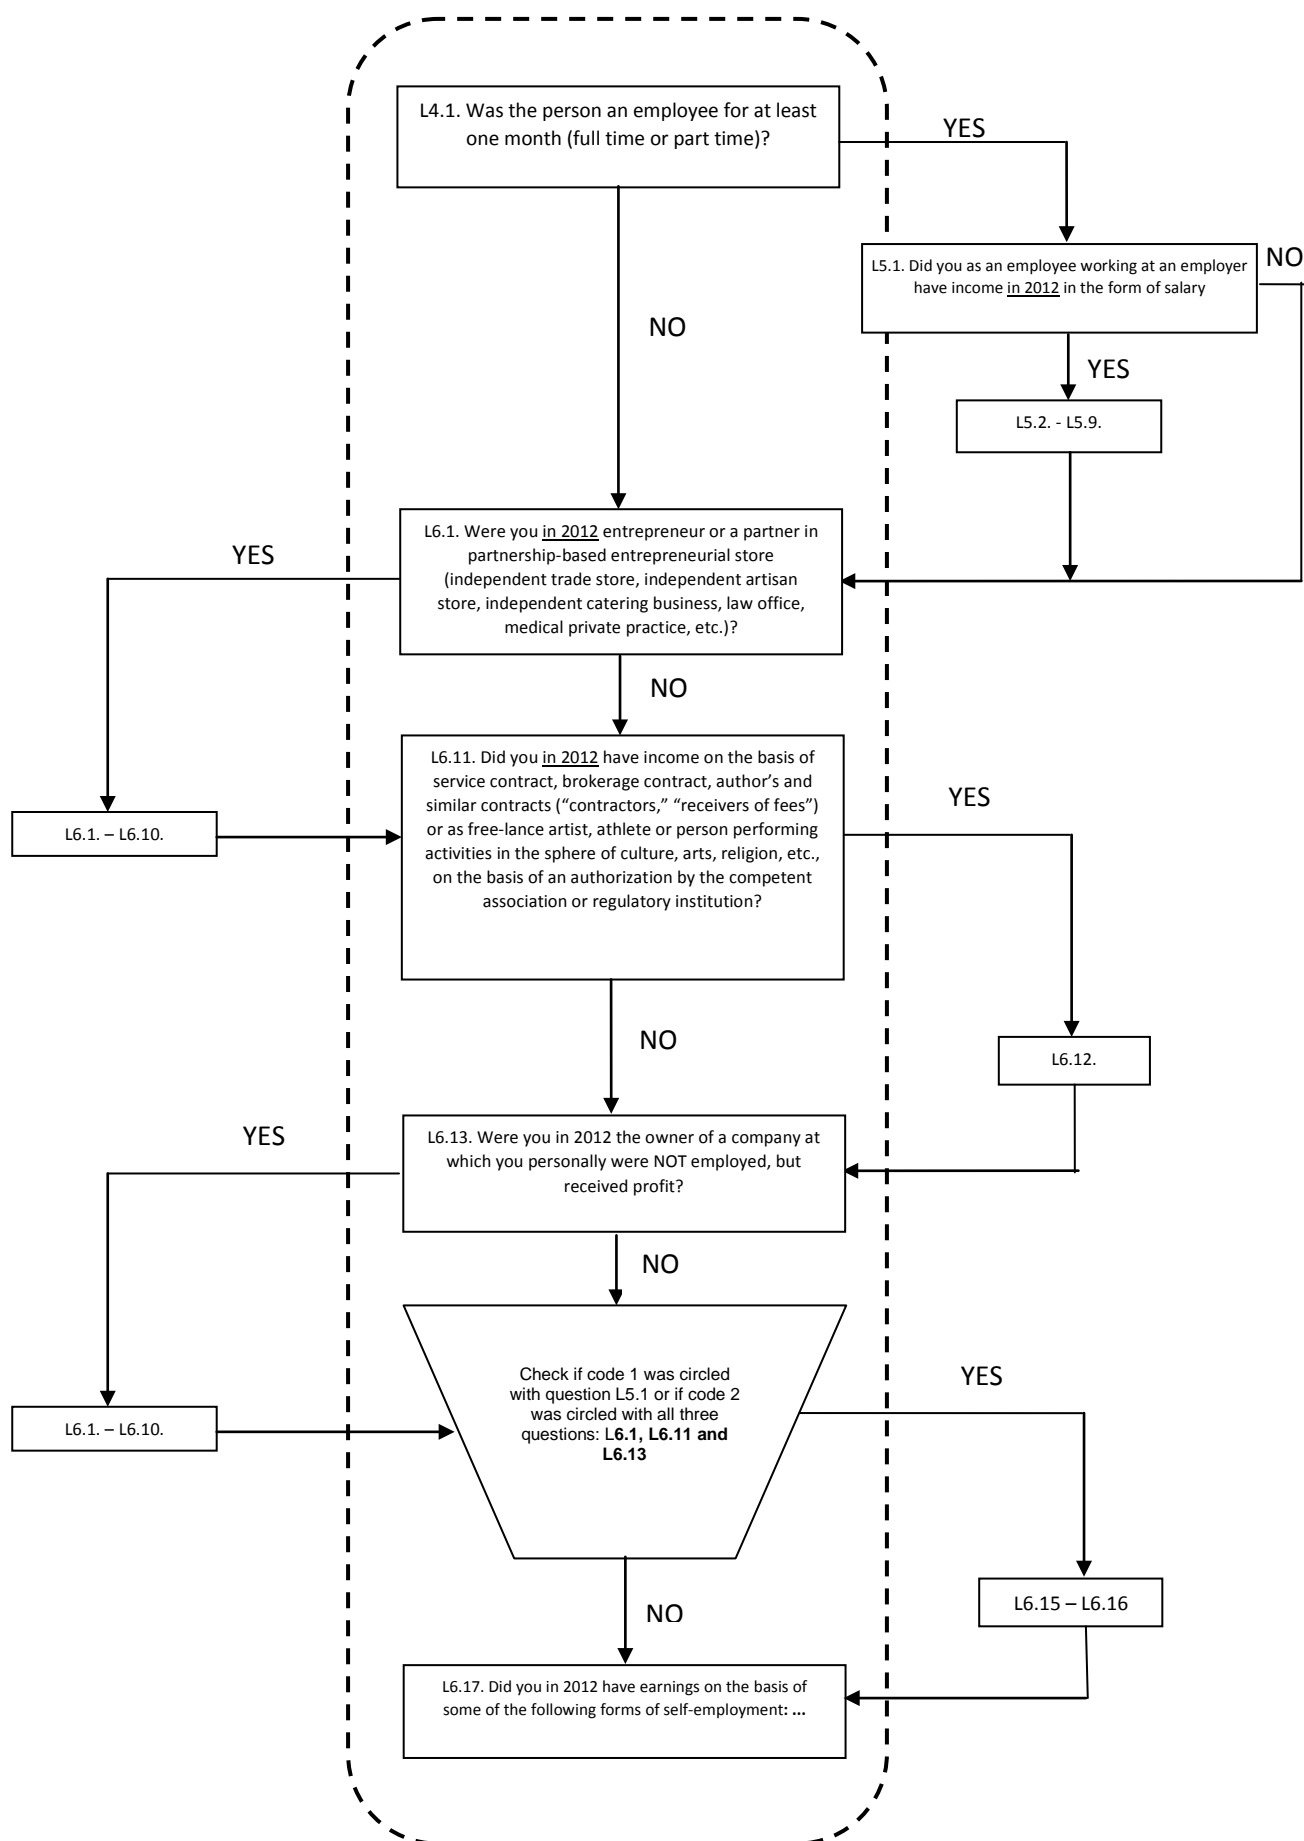 L4.1. Was the person an employee for at least
one month (full time or part time)?
YES
L5.1. Did you as an employee working at an employer
have income in 2012 in the form of salary
NO
NO
YES
L5.2. - L5.9.
L6.1. Were you in 2012 entrepreneur or a partner in
partnership-based entrepreneurial store
(independent trade store, independent artisan
store, independent catering business, law office,
medical private practice, etc.)?
YES
NO
L6.11. Did you in 2012 have income on the basis of
service contract, brokerage contract, author’s and
similar contracts (“contractors,” “receivers of fees”)
or as free-lance artist, athlete or person performing
activities in the sphere of culture, arts, religion, etc.,
on the basis of an authorization by the competent
association or regulatory institution?
YES
L6.1. – L6.10.
NO
L6.12.
YES
L6.13. Were you in 2012 the owner of a company at
which you personally were NOT employed, but
received profit?
NO
Check if code 1 was circled
with question L5.1 or if code 2
was circled with all three
questions: L6.1, L6.11 and
L6.13
YES
L6.1. – L6.10.
NO
L6.15 – L6.16
L6.17. Did you in 2012 have earnings on the basis of
some of the following forms of self-employment: ...